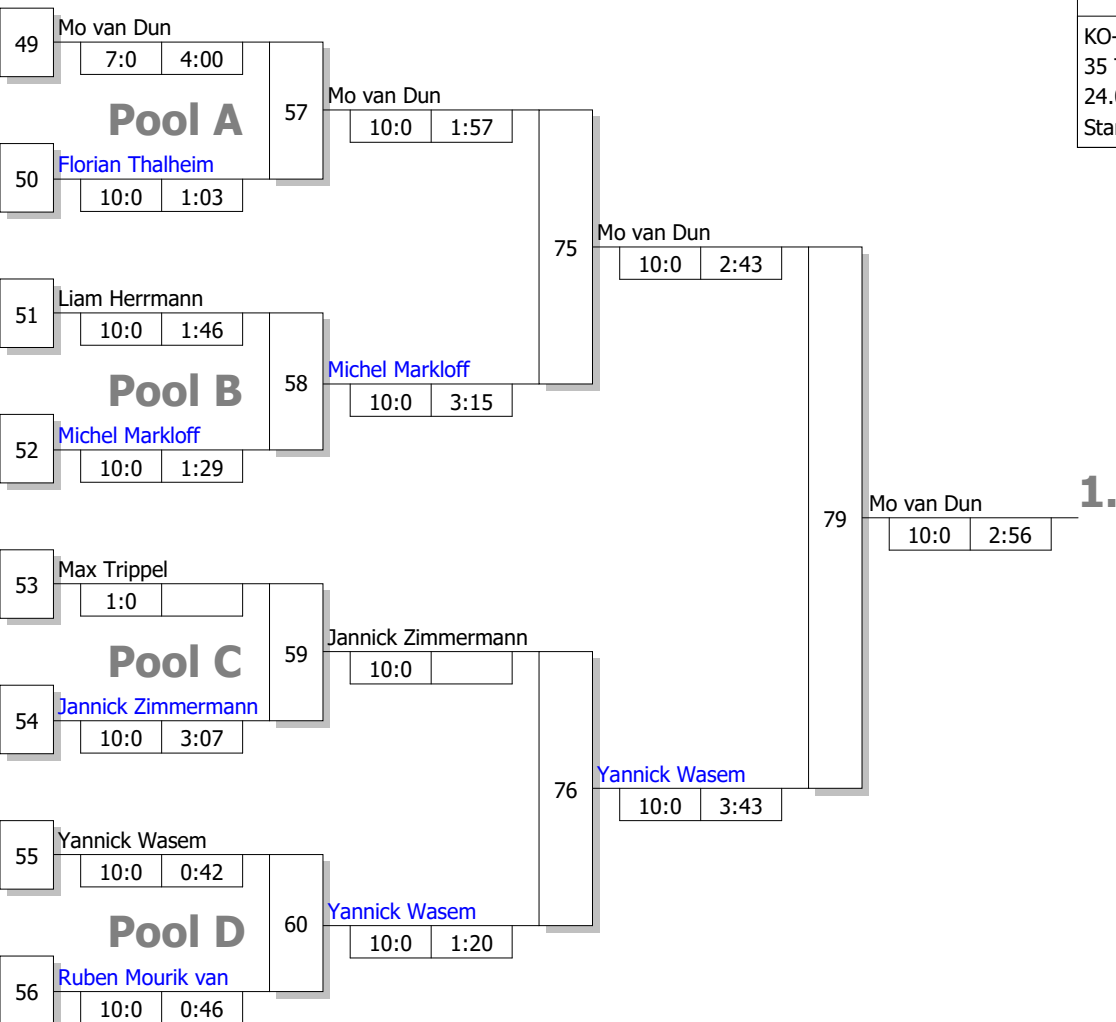 49
Mo van Dun
7:0 4:00
Pool A
57
Mo van Dun
10:0 1:57
50
Florian Thalheim
10:0 1:03
75
Mo van Dun
10:0 2:43
51
Liam Herrmann
10:0 1:46
Pool B
58
Michel Markloff
10:0 3:15
52
Michel Markloff
10:0 1:29
79
Mo van Dun
10:0 2:56
1.
53
Max Trippel
1:0
Pool C
59
Jannick Zimmermann
10:0
54
Jannick Zimmermann
10:0 3:07
76
Yannick Wasem
10:0 3:43
55
Yannick Wasem
10:0 0:42
Pool D
60
Yannick Wasem
10:0 1:20
56
Ruben Mourik van
10:0 0:46
KO-
35
24.
Star